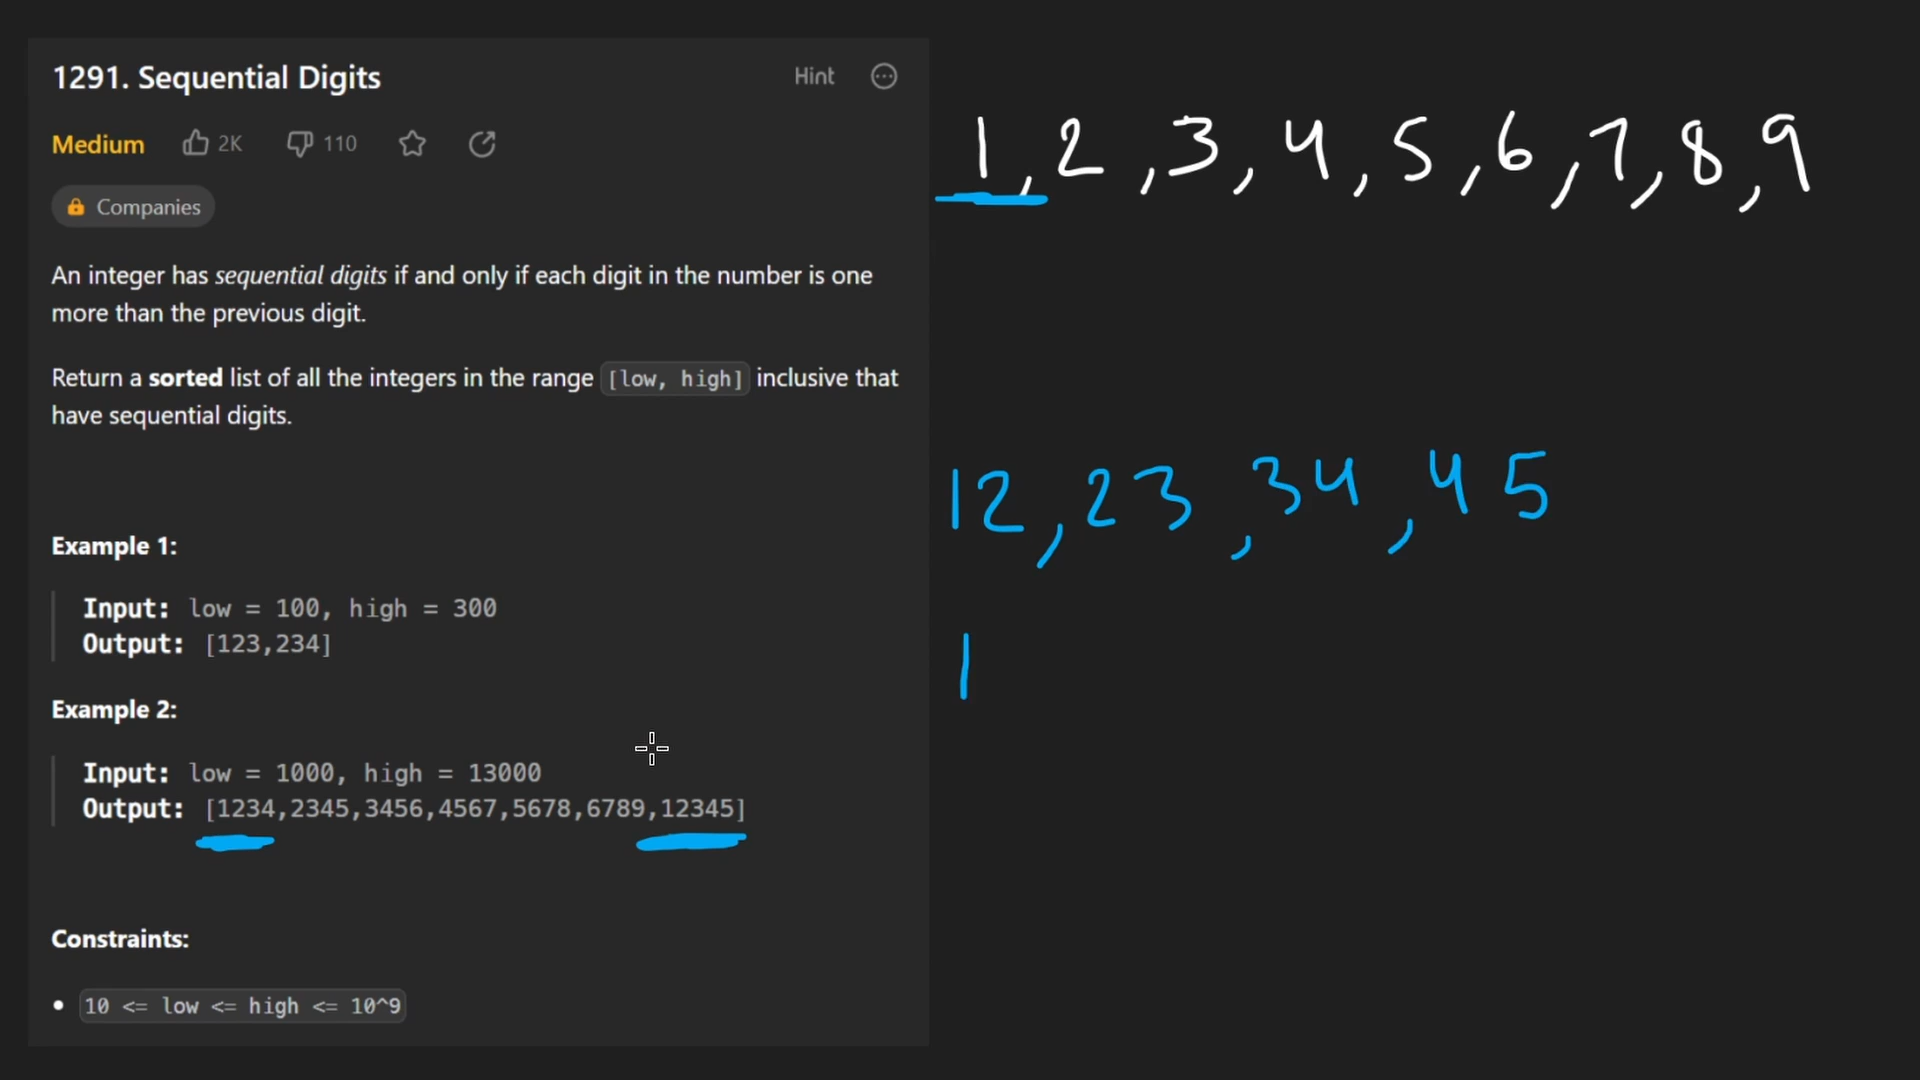 1291. Sequential Digits
Hint
Medium 2K 110
Companies
An integer has sequential digits if and only if each digit in the number is one
more than the previous digit.
Return a sorted list of all the integers in the range [low, high] inclusive that
have sequential digits.
Example 1:
Input: low = 100, high = 300
Output: [123,234]
Example 2:
Input: low = 1000, high = 13000
Output: [1234,2345,3456,4567,5678,6789,12345]
Constraints:
• 10 <= low <= high <= 10^9
1,2,3,4,5,6,7,8,9
12,23,34,45
1